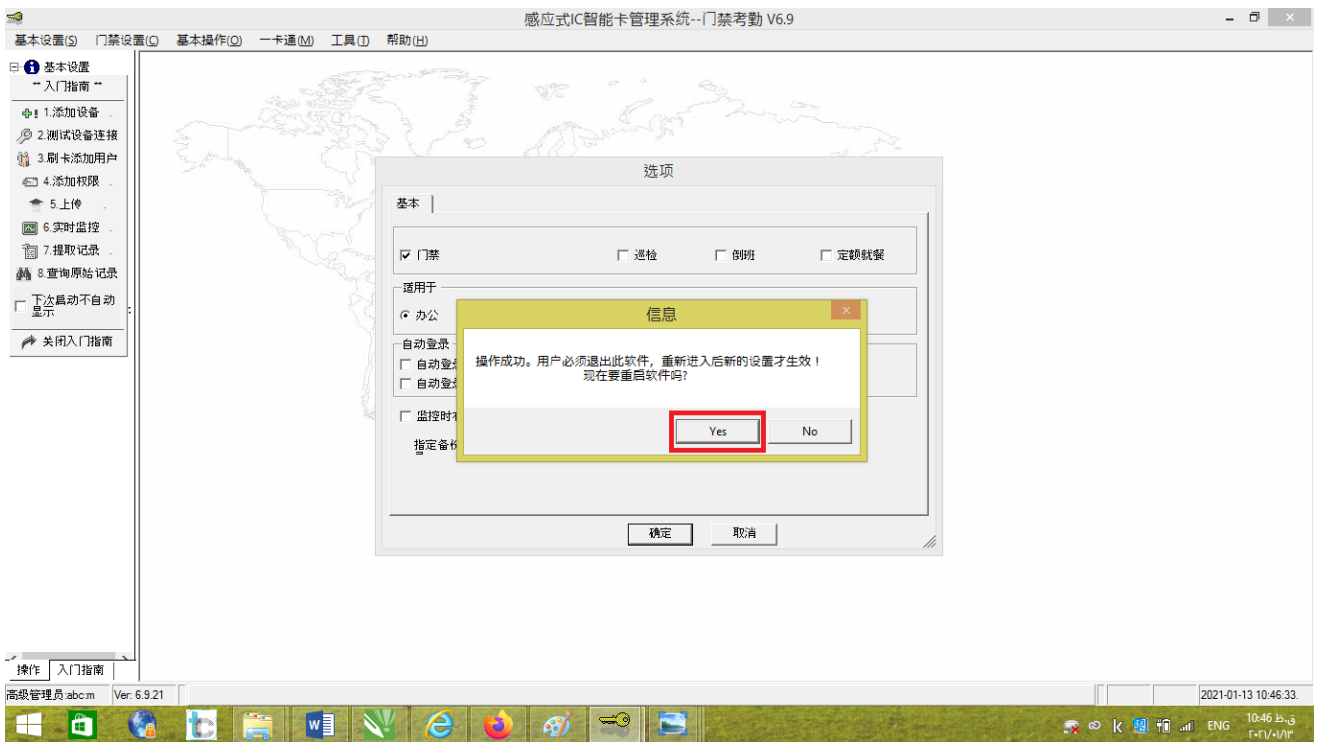 感应式IC智能卡管理系统--门禁考勤 V6.9
基本设置(S) 门禁设置(C) 基本操作(O) 一卡通(M) 工具(T) 帮助(H)
基本设置
** 入门指南 **
1.添加设备 .
2.测试设备连接
3.刷卡添加用户
4.添加权限 .
5.上传 .
6.实时监控 .
7.提取记录 .
8.查询原始记录
下次启动不自动
显示
关闭入门指南
选项
基本
门禁 巡检 倒班 定额就餐
适用于
办公
自动登录
自动登
自动登
监控时
指定备份
信息
操作成功。用户必须退出此软件，重新进入后新的设置才生效！
现在要重启软件吗?
Yes No
确定 取消
操作 入门指南
高级管理员:abc:m Ver: 6.9.21 2021-01-13 10:46:33.
ENG 10:46 ق.ظ
٢٠٢١/٠١/١٣